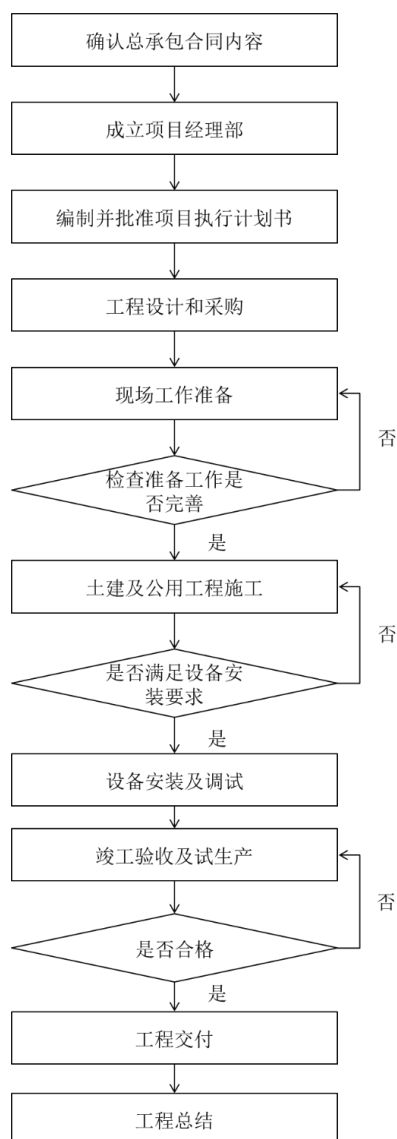 确认总承包合同内容
成立项目经理部
编制并批准项目执行计划书
工程设计和采购
现场工作准备
否
检查准备工作是
否完善
是
土建及公用工程施工
否
是否满足设备安
装要求
是
设备安装及调试
竣工验收及试生产
否
是否合格
是
工程交付
工程总结